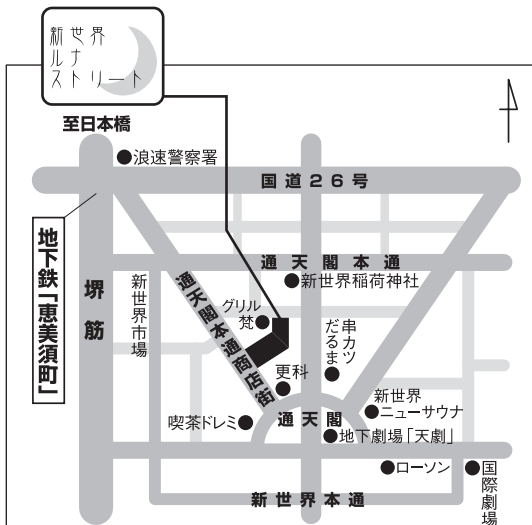 新世界
ルナ
ストリート
至日本橋
浪速警察署
国道26号
地下鉄「恵美須町」
堺筋
新世界市場
通天閣本通
新世界稲荷神社
通天閣本通商店街
グリル
梵
串カツ
だるま
更科
新世界
ニューサウナ
喫茶ドレミ
通天閣
地下劇場「天劇」
ローソン
国際劇場
新世界本通